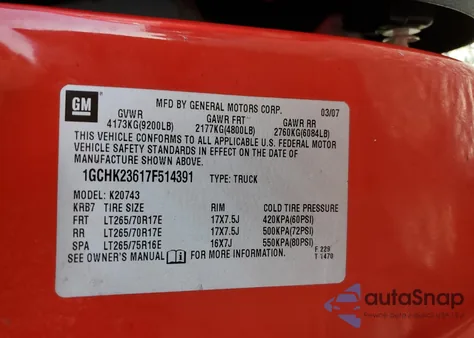 GM
MFD BY GENERAL MOTORS CORP. 03/07
GVWR GAWR FRT GAWR RR
4173KG(9200LB) 2177KG(4800LB) 2760KG(6084LB)
THIS VEHICLE CONFORMS TO ALL APPLICABLE U.S. FEDERAL MOTOR
VEHICLE SAFETY STANDARDS IN EFFECT ON THE DATE OF
MANUFACTURE SHOWN ABOVE.
1GCHK23617F514391 TYPE: TRUCK
MODEL: K20743
KRB7 TIRE SIZE RIM COLD TIRE PRESSURE
FRT LT265/70R17E 17X7.5J 420KPA(60PSI)
RR LT265/70R17E 17X7.5J 500KPA(72PSI)
SPA LT265/75R16E 16X7J 550KPA(80PSI)
SEE OWNER'S MANUAL FOR MORE INFORMATION.
F 226
T 1470
autoSnap